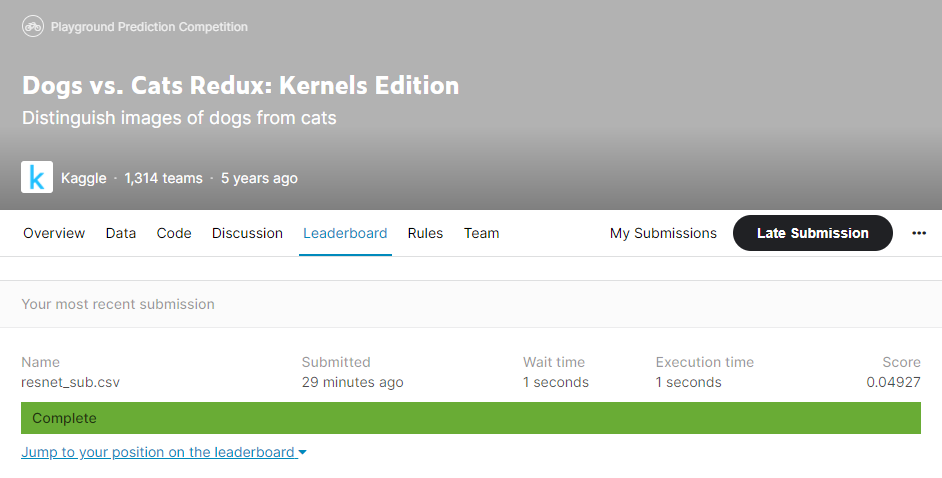 Playground Prediction Competition
Dogs vs. Cats Redux: Kernels Edition
Distinguish images of dogs from cats
k Kaggle · 1,314 teams · 5 years ago
Overview Data Code Discussion Leaderboard Rules Team My Submissions Late Submission ...
Your most recent submission
Name Submitted Wait time Execution time Score
resnet_sub.csv 29 minutes ago 1 seconds 1 seconds 0.04927
Complete
Jump to your position on the leaderboard